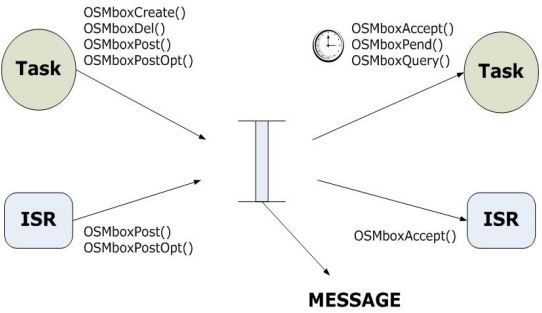 OSMboxCreate()
OSMboxDel()
OSMboxPost()
OSMboxPostOpt()
Task
OSMboxAccept()
OSMboxPend()
OSMboxQuery()
Task
ISR
OSMboxPost()
OSMboxPostOpt()
OSMboxAccept()
ISR
MESSAGE